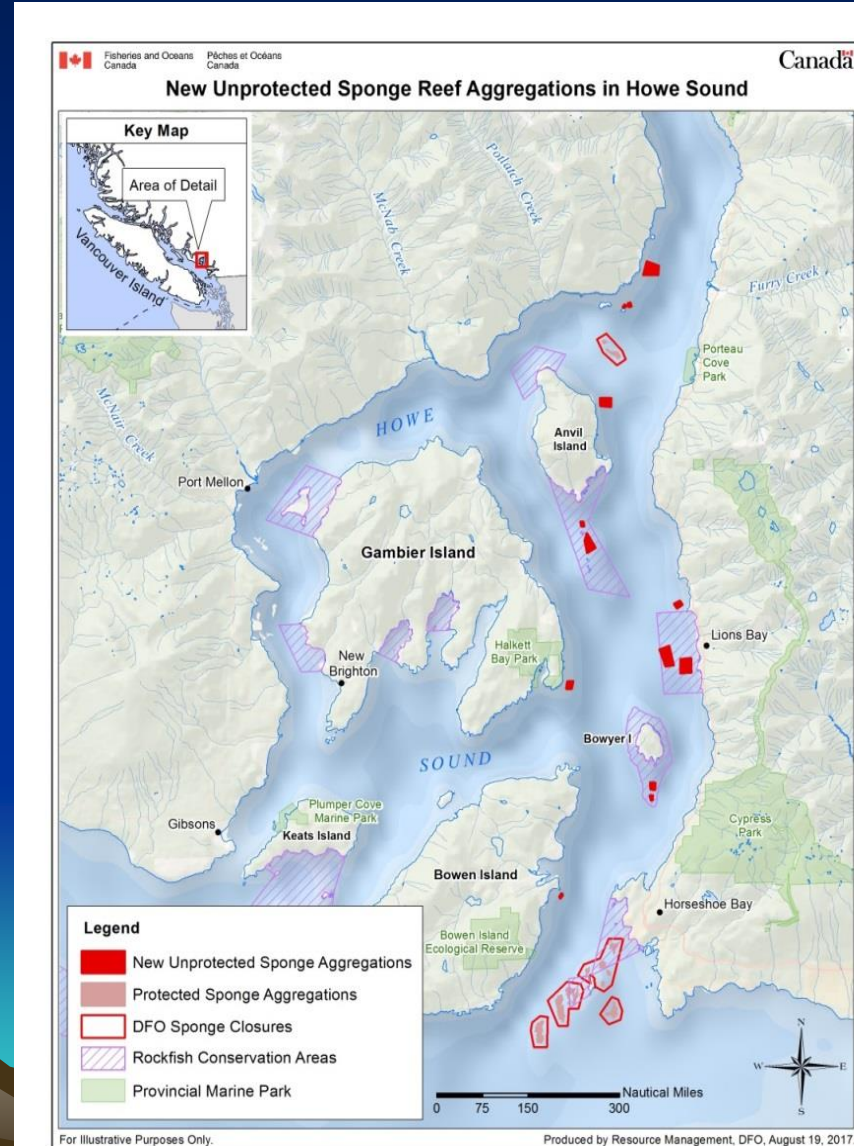 Fisheries and Oceans Canada
Pêches et Océans Canada
Canada
New Unprotected Sponge Reef Aggregations in Howe Sound
Key Map
Area of Detail
Vancouver Island
Potlatch Creek
McNab Creek
Furry Creek
Porteau Cove Park
McNair Creek
HOWE
Anvil Island
Port Mellon
Gambier Island
Lions Bay
Halkett Bay Park
New Brighton
Bowyer I
SOUND
Plumper Cove Marine Park
Gibsons
Keats Island
Cypress Park
Bowen Island
Horseshoe Bay
Bowen Island Ecological Reserve
Legend
New Unprotected Sponge Aggregations
Protected Sponge Aggregations
DFO Sponge Closures
Rockfish Conservation Areas
Provincial Marine Park
N
W E
S
Nautical Miles
0 75 150 300
For Illustrative Purposes Only.
Produced by Resource Management, DFO, August 19, 2017